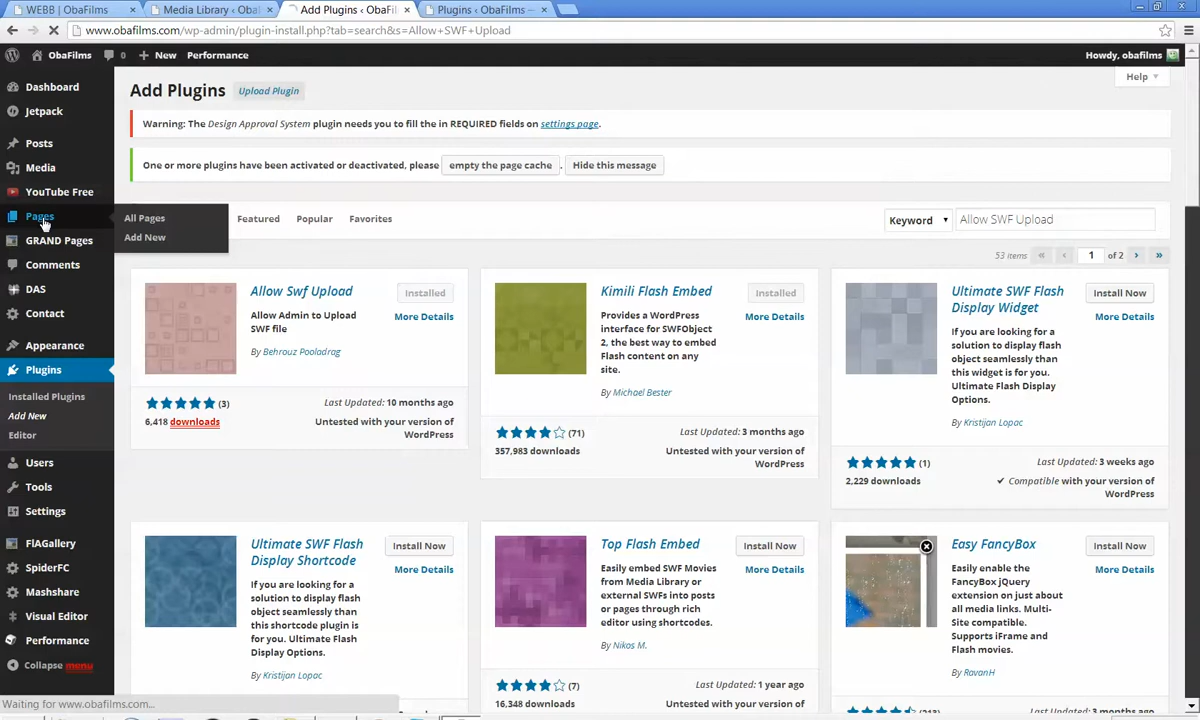 WEBB | ObaFilms
Media Library ‹ ObaF
Add Plugins ‹ ObaFil
Plugins ‹ ObaFilms —
www.obafilms.com/wp-admin/plugin-install.php?tab=search&s=Allow+SWF+Upload
ObaFilms
0
New
Performance
Howdy, obafilms
Dashboard
Jetpack
Posts
Media
YouTube Free
Pages
All Pages
Add New
GRAND Pages
Comments
DAS
Contact
Appearance
Plugins
Installed Plugins
Add New
Editor
Users
Tools
Settings
FlAGallery
SpiderFC
Mashshare
Visual Editor
Performance
Collapse menu
Help
Add Plugins Upload Plugin
Warning: The Design Approval System plugin needs you to fill the in REQUIRED fields on settings page.
One or more plugins have been activated or deactivated, please empty the page cache . Hide this message
Featured Popular Favorites
Keyword
Allow SWF Upload
53 items « ‹ 1 of 2 › »
Allow Swf Upload
Installed
More Details
Allow Admin to Upload
SWF file
By Behrouz Pooladrag
(3)
6,418 downloads
Last Updated: 10 months ago
Untested with your version of
WordPress
Kimili Flash Embed
Installed
More Details
Provides a WordPress
interface for SWFObject
2, the best way to embed
Flash content on any
site.
By Michael Bester
(71)
357,983 downloads
Last Updated: 3 months ago
Untested with your version of
WordPress
Ultimate SWF Flash
Display Widget
Install Now
More Details
If you are looking for a
solution to display flash
object seamlessly than
this widget is for you.
Ultimate Flash Display
Options.
By Kristijan Lopac
(1)
2,229 downloads
Last Updated: 3 weeks ago
✓ Compatible with your version of
WordPress
Ultimate SWF Flash
Display Shortcode
Install Now
More Details
If you are looking for a
solution to display flash
object seamlessly than
this shortcode plugin is
for you. Ultimate Flash
Display Options.
By Kristijan Lopac
Top Flash Embed
Install Now
More Details
Easily embed SWF Movies
from Media Library or
external SWFs into posts
or pages through rich
editor using shortcodes.
By Nikos M.
(7)
16,348 downloads
Last Updated: 1 year ago
Untested with your version of
WordPress
Easy FancyBox
Install Now
More Details
Easily enable the
FancyBox jQuery
extension on just about
all media links. Multi-
Site compatible.
Supports iFrame and
Flash movies.
By RavanH
(213)
Last Updated: 3 months ago
Waiting for www.obafilms.com...